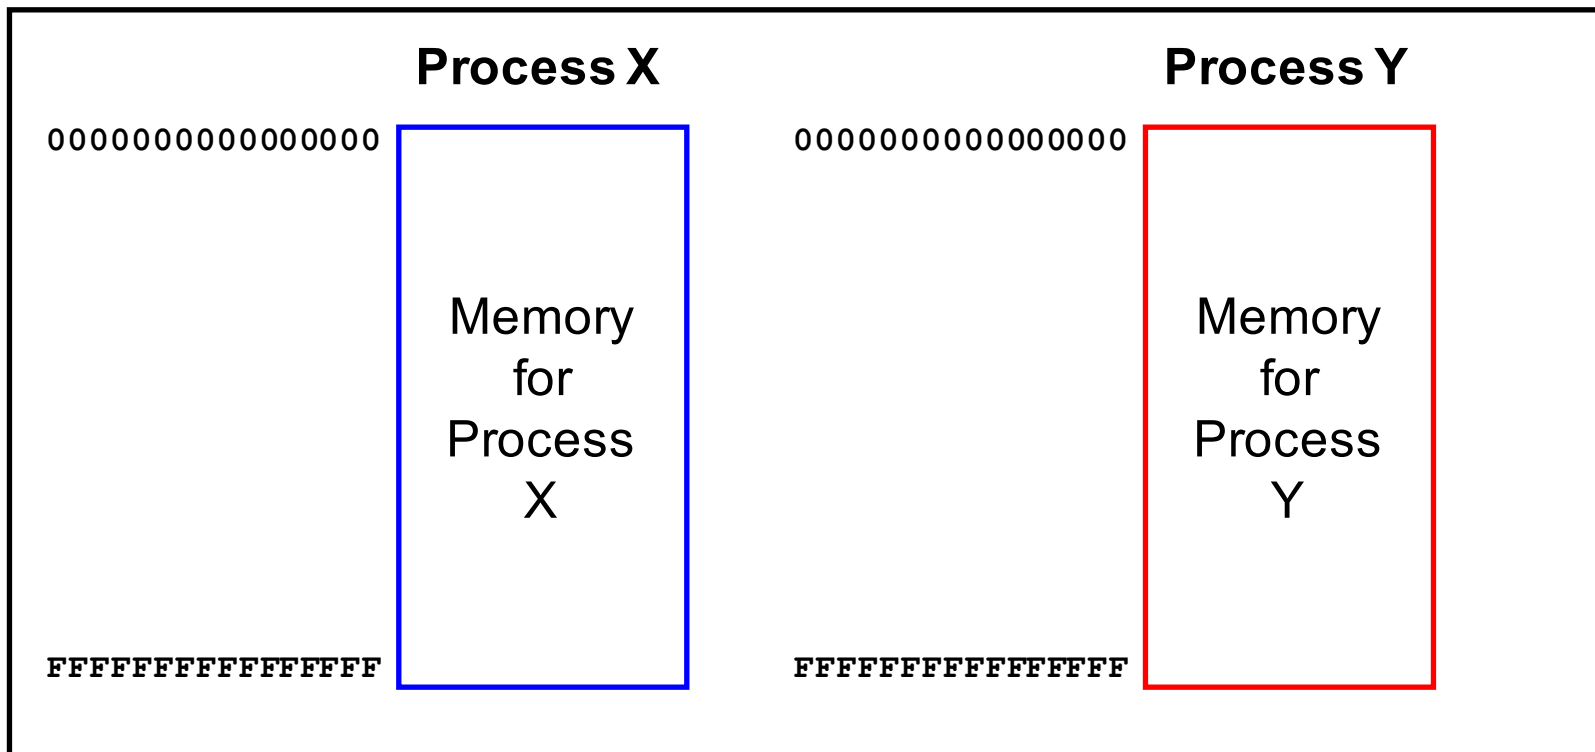 Process X
Process Y
0000000000000000
0000000000000000
Memory
for
Process
X
Memory
for
Process
Y
FFFFFFFFFFFFFFFF
FFFFFFFFFFFFFFFF